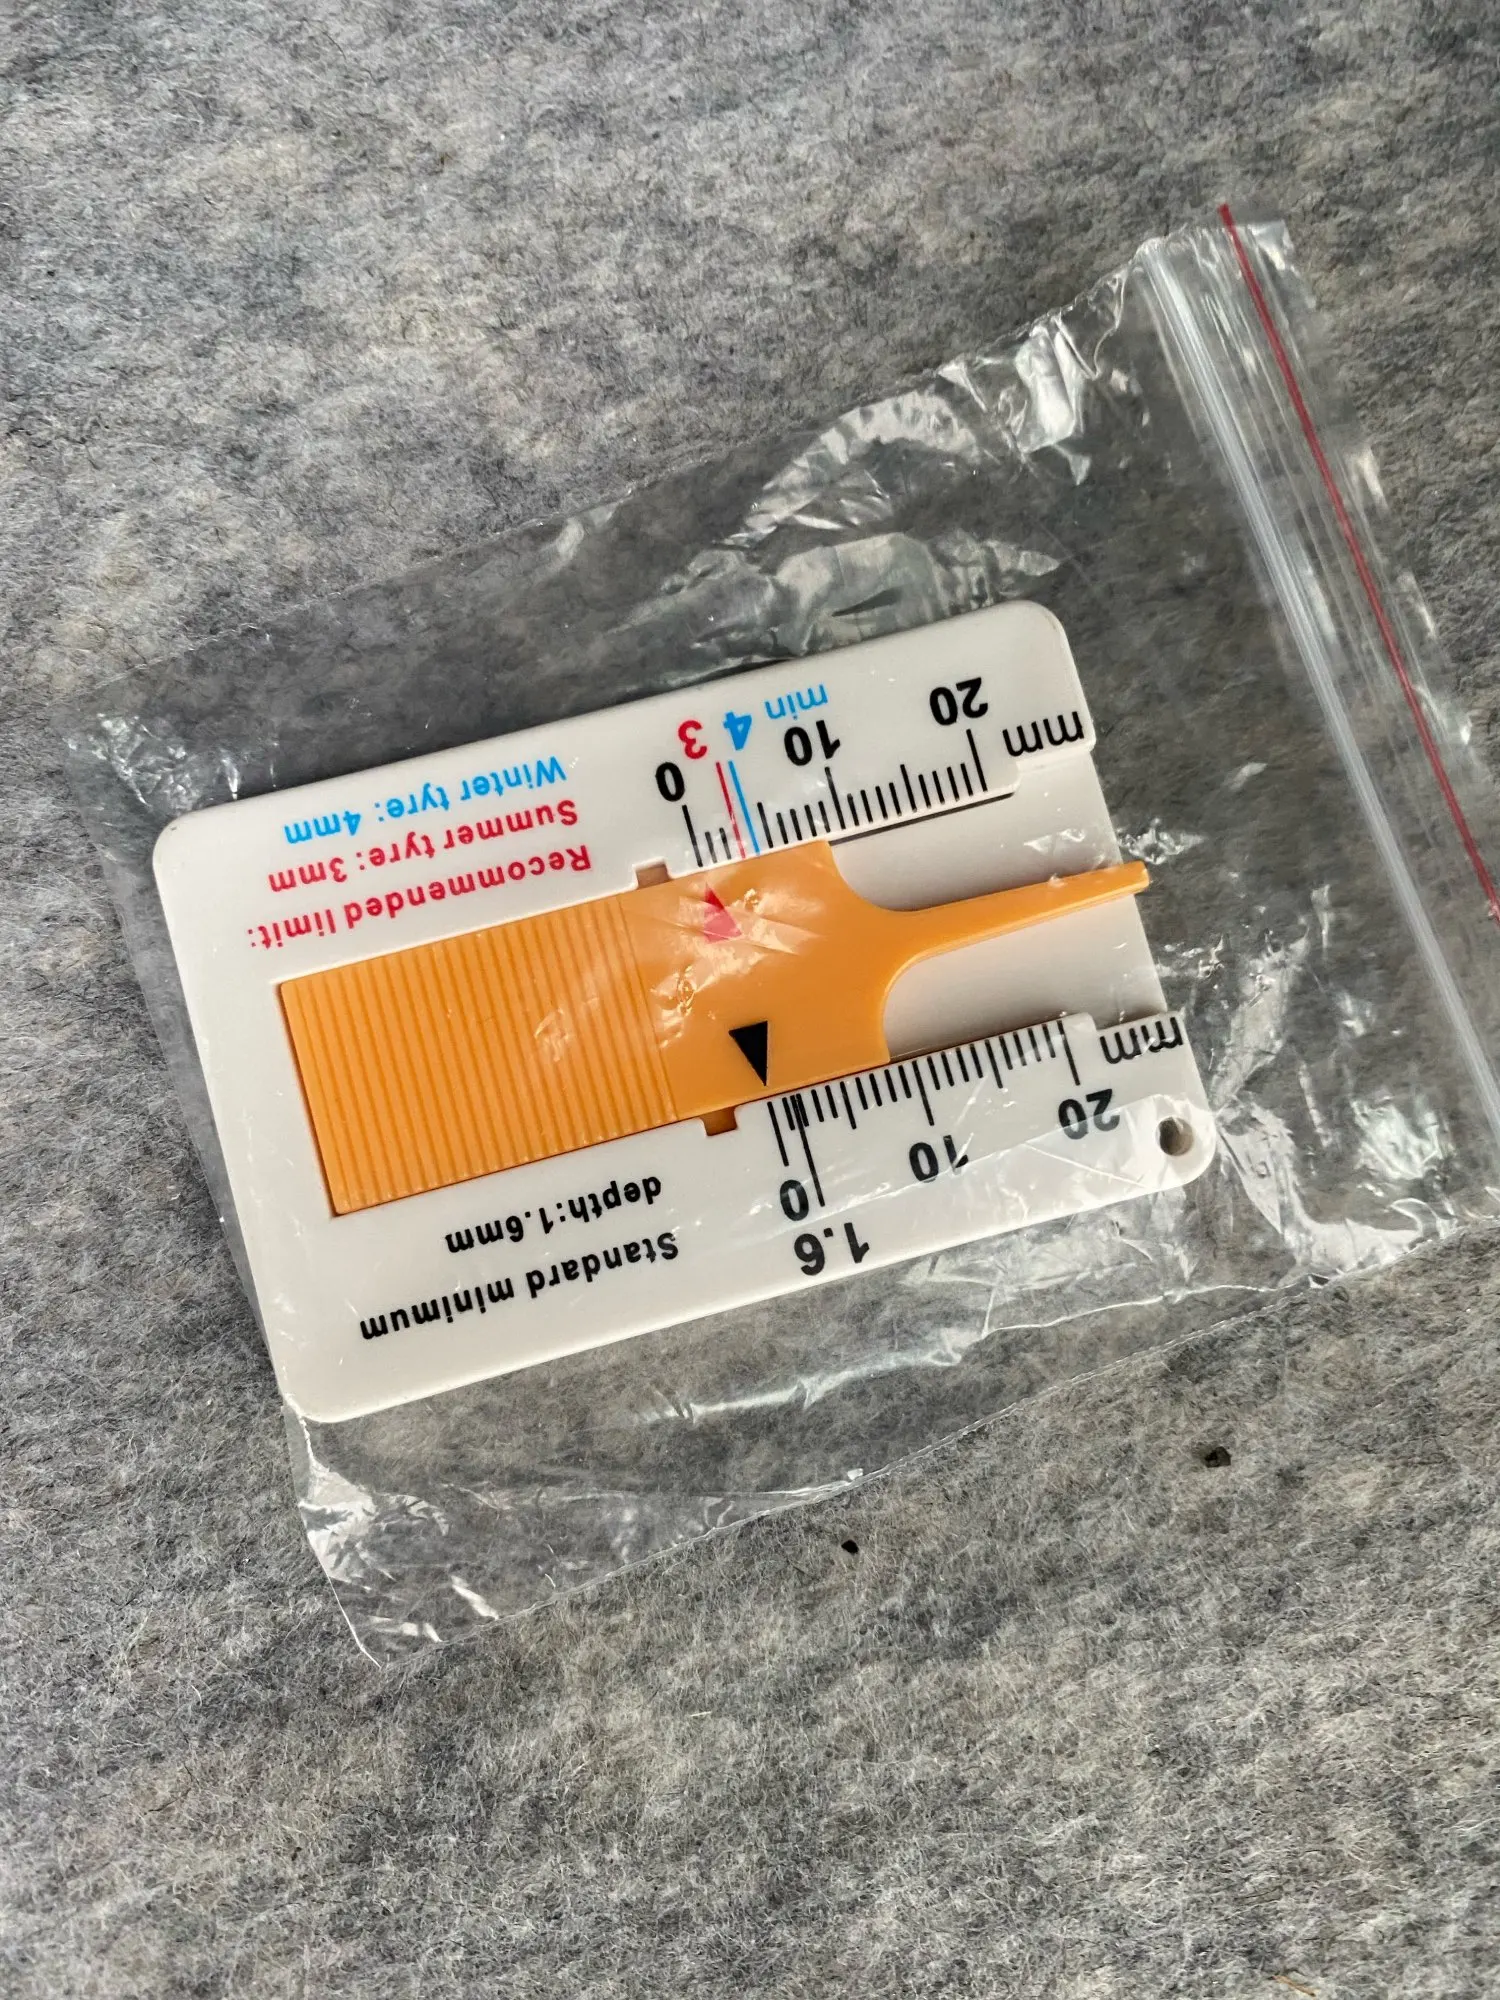 Standard minimum
depth:1.6mm
1.6
0 10 20
mm
Recommended limit:
Summer tyre: 3mm
Winter tyre: 4mm
0 10 20
3 4 min
mm